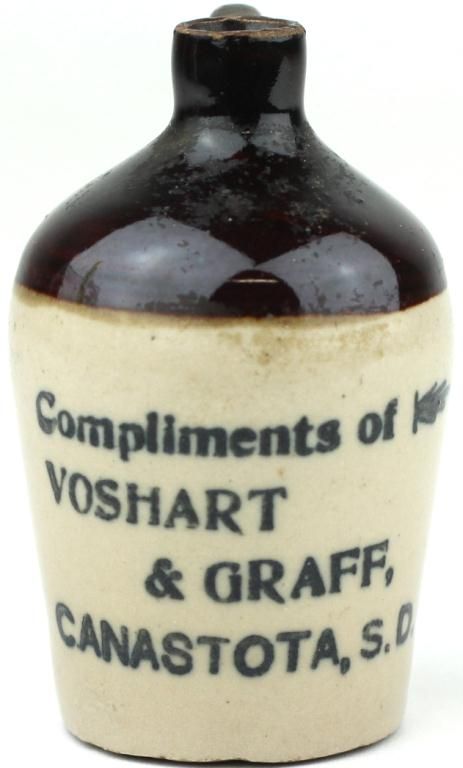 Compliments of
VOSHART
& GRAFF,
CANASTOTA, S.D.